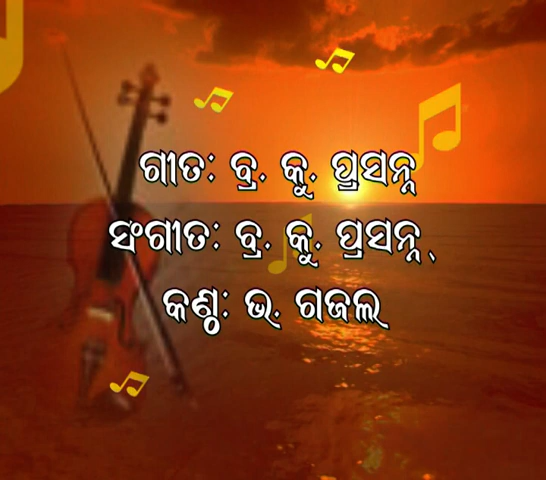 ଗୀତ: ବ୍ର. କୁ. ପ୍ରସନ୍ନ
ସଂଗୀତ: ବ୍ର. କୁ. ପ୍ରସନ୍ନ୍
କଣ୍ଠ: ଭ. ଗଜଲ